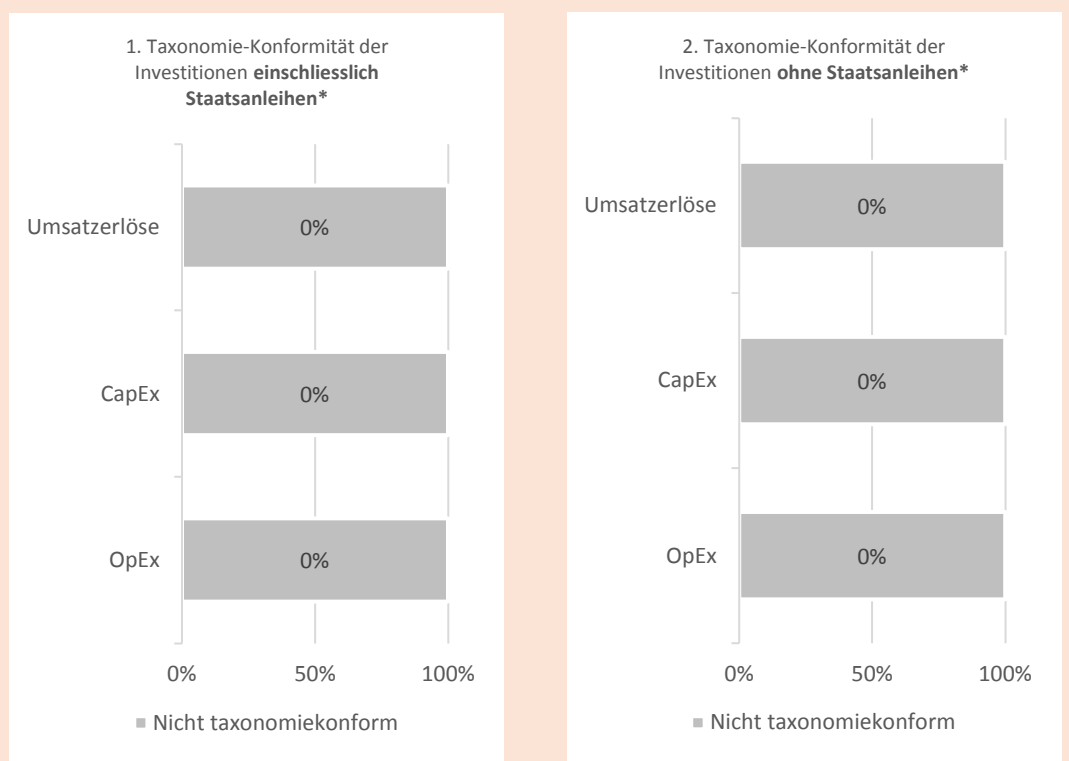 1. Taxonomie-Konformität der
Investitionen einschliesslich
Staatsanleihen*
Umsatzerlöse
0%
CapEx
0%
OpEx
0%
0% 50% 100%
Nicht taxonomiekonform
2. Taxonomie-Konformität der
Investitionen ohne Staatsanleihen*
Umsatzerlöse
0%
CapEx
0%
OpEx
0%
0% 50% 100%
Nicht taxonomiekonform